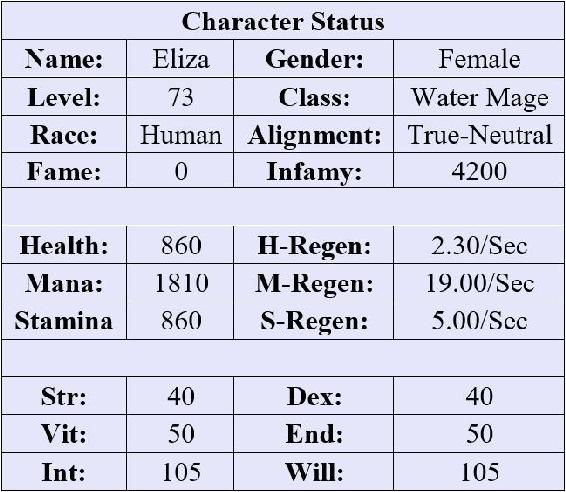 Character Status
Name: Eliza Gender: Female
Level: 73 Class: Water Mage
Race: Human Alignment: True-Neutral
Fame: 0 Infamy: 4200
Health: 860 H-Regen: 2.30/Sec
Mana: 1810 M-Regen: 19.00/Sec
Stamina 860 S-Regen: 5.00/Sec
Str: 40 Dex: 40
Vit: 50 End: 50
Int: 105 Will: 105